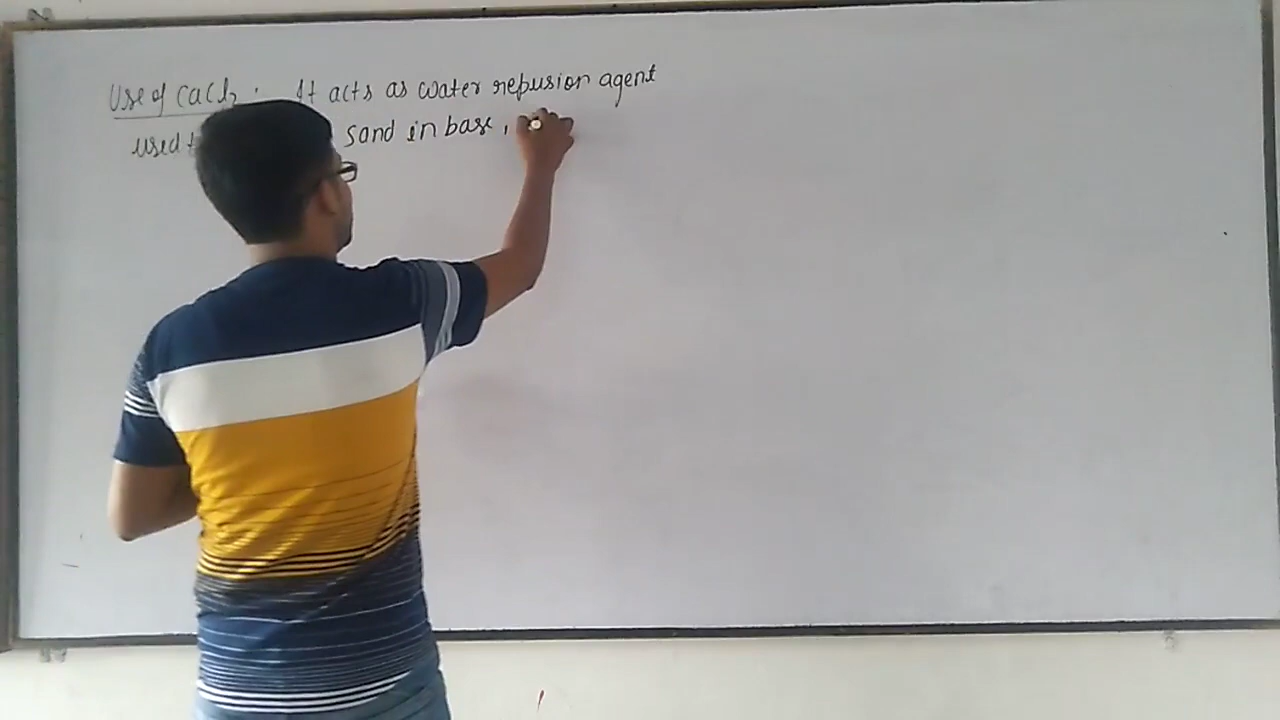 Use of CaCl2 : It acts as water repusion agent
used sand in base,